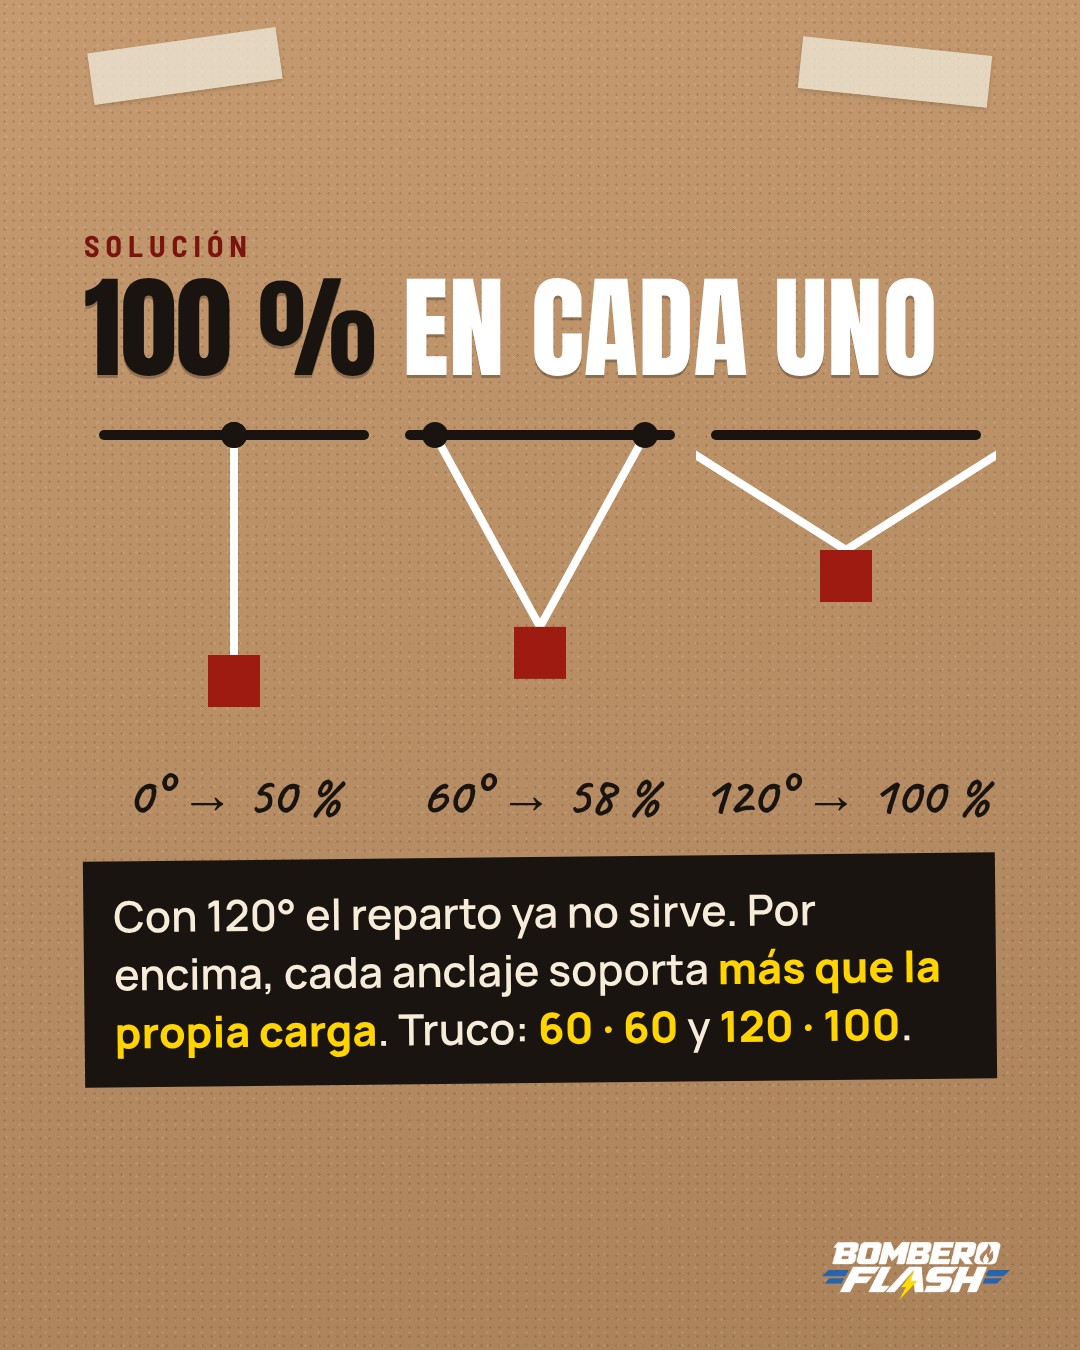 SOLUCIÓN
100 % EN CADA UNO
0° → 50 % 60° → 58 % 120° → 100 %
Con 120° el reparto ya no sirve. Por
encima, cada anclaje soporta más que la
propia carga. Truco: 60 · 60 y 120 · 100.
BOMBERO
FLASH